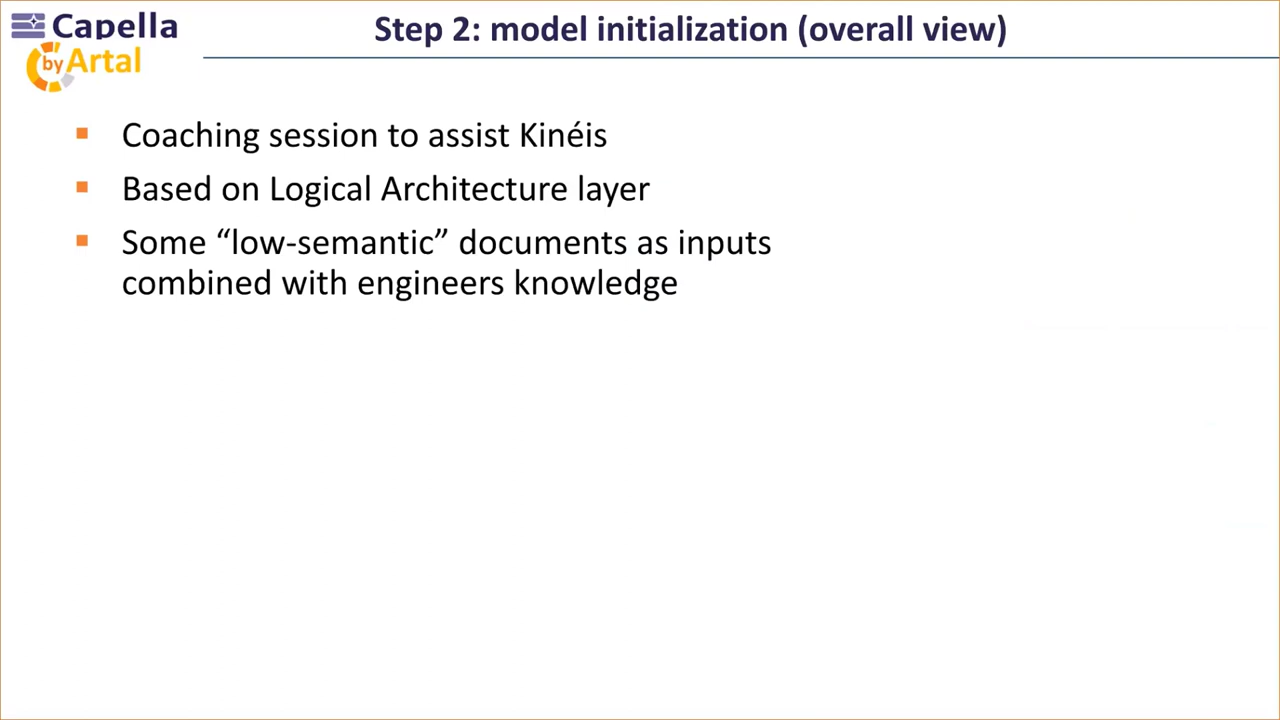 Capella
by Artal
Step 2: model initialization (overall view)
Coaching session to assist Kinéis
Based on Logical Architecture layer
Some “low-semantic” documents as inputs
combined with engineers knowledge